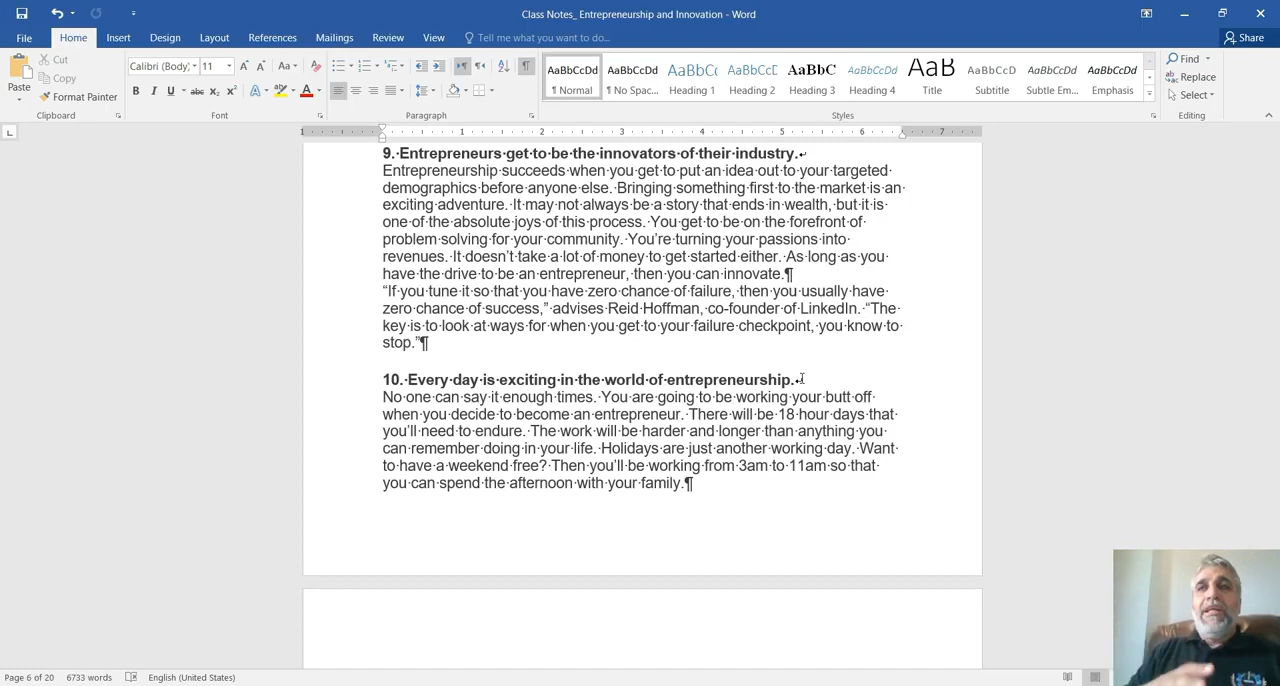 Class Notes_ Entrepreneurship and Innovation - Word
File Home Insert Design Layout References Mailings Review View Tell me what you want to do... Share
Paste
Cut
Copy
Format Painter
Clipboard
Calibri (Body) 11
Font
Paragraph
AaBbCcDd ¶ Normal
AaBbCcDd ¶ No Spac...
AaBbCc Heading 1
AaBbCcE Heading 2
AaBbC Heading 3
AaBbCcDd Heading 4
AaB Title
AaBbCcD Subtitle
AaBbCcDd Subtle Em...
AaBbCcDd Emphasis
Styles
Find
Replace
Select
Editing
1 1 2 3 4 5 6 7
9. Entrepreneurs get to be the innovators of their industry.
Entrepreneurship succeeds when you get to put an idea out to your targeted
demographics before anyone else. Bringing something first to the market is an
exciting adventure. It may not always be a story that ends in wealth, but it is
one of the absolute joys of this process. You get to be on the forefront of
problem solving for your community. You're turning your passions into
revenues. It doesn't take a lot of money to get started either. As long as you
have the drive to be an entrepreneur, then you can innovate.¶
“If you tune it so that you have zero chance of failure, then you usually have
zero chance of success,” advises Reid Hoffman, co-founder of LinkedIn. “The
key is to look at ways for when you get to your failure checkpoint, you know to
stop.”¶
10. Every day is exciting in the world of entrepreneurship.
No one can say it enough times. You are going to be working your butt off
when you decide to become an entrepreneur. There will be 18 hour days that
you'll need to endure. The work will be harder and longer than anything you
can remember doing in your life. Holidays are just another working day. Want
to have a weekend free? Then you'll be working from 3am to 11am so that
you can spend the afternoon with your family.¶
Page 6 of 20 6733 words English (United States)